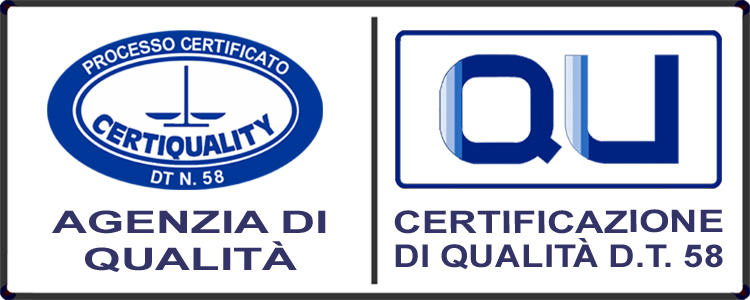 PROCESSO CERTIFICATO
CERTIQUALITY
DT N. 58
AGENZIA DI
QUALITÀ
QU
CERTIFICAZIONE
DI QUALITÀ D.T. 58